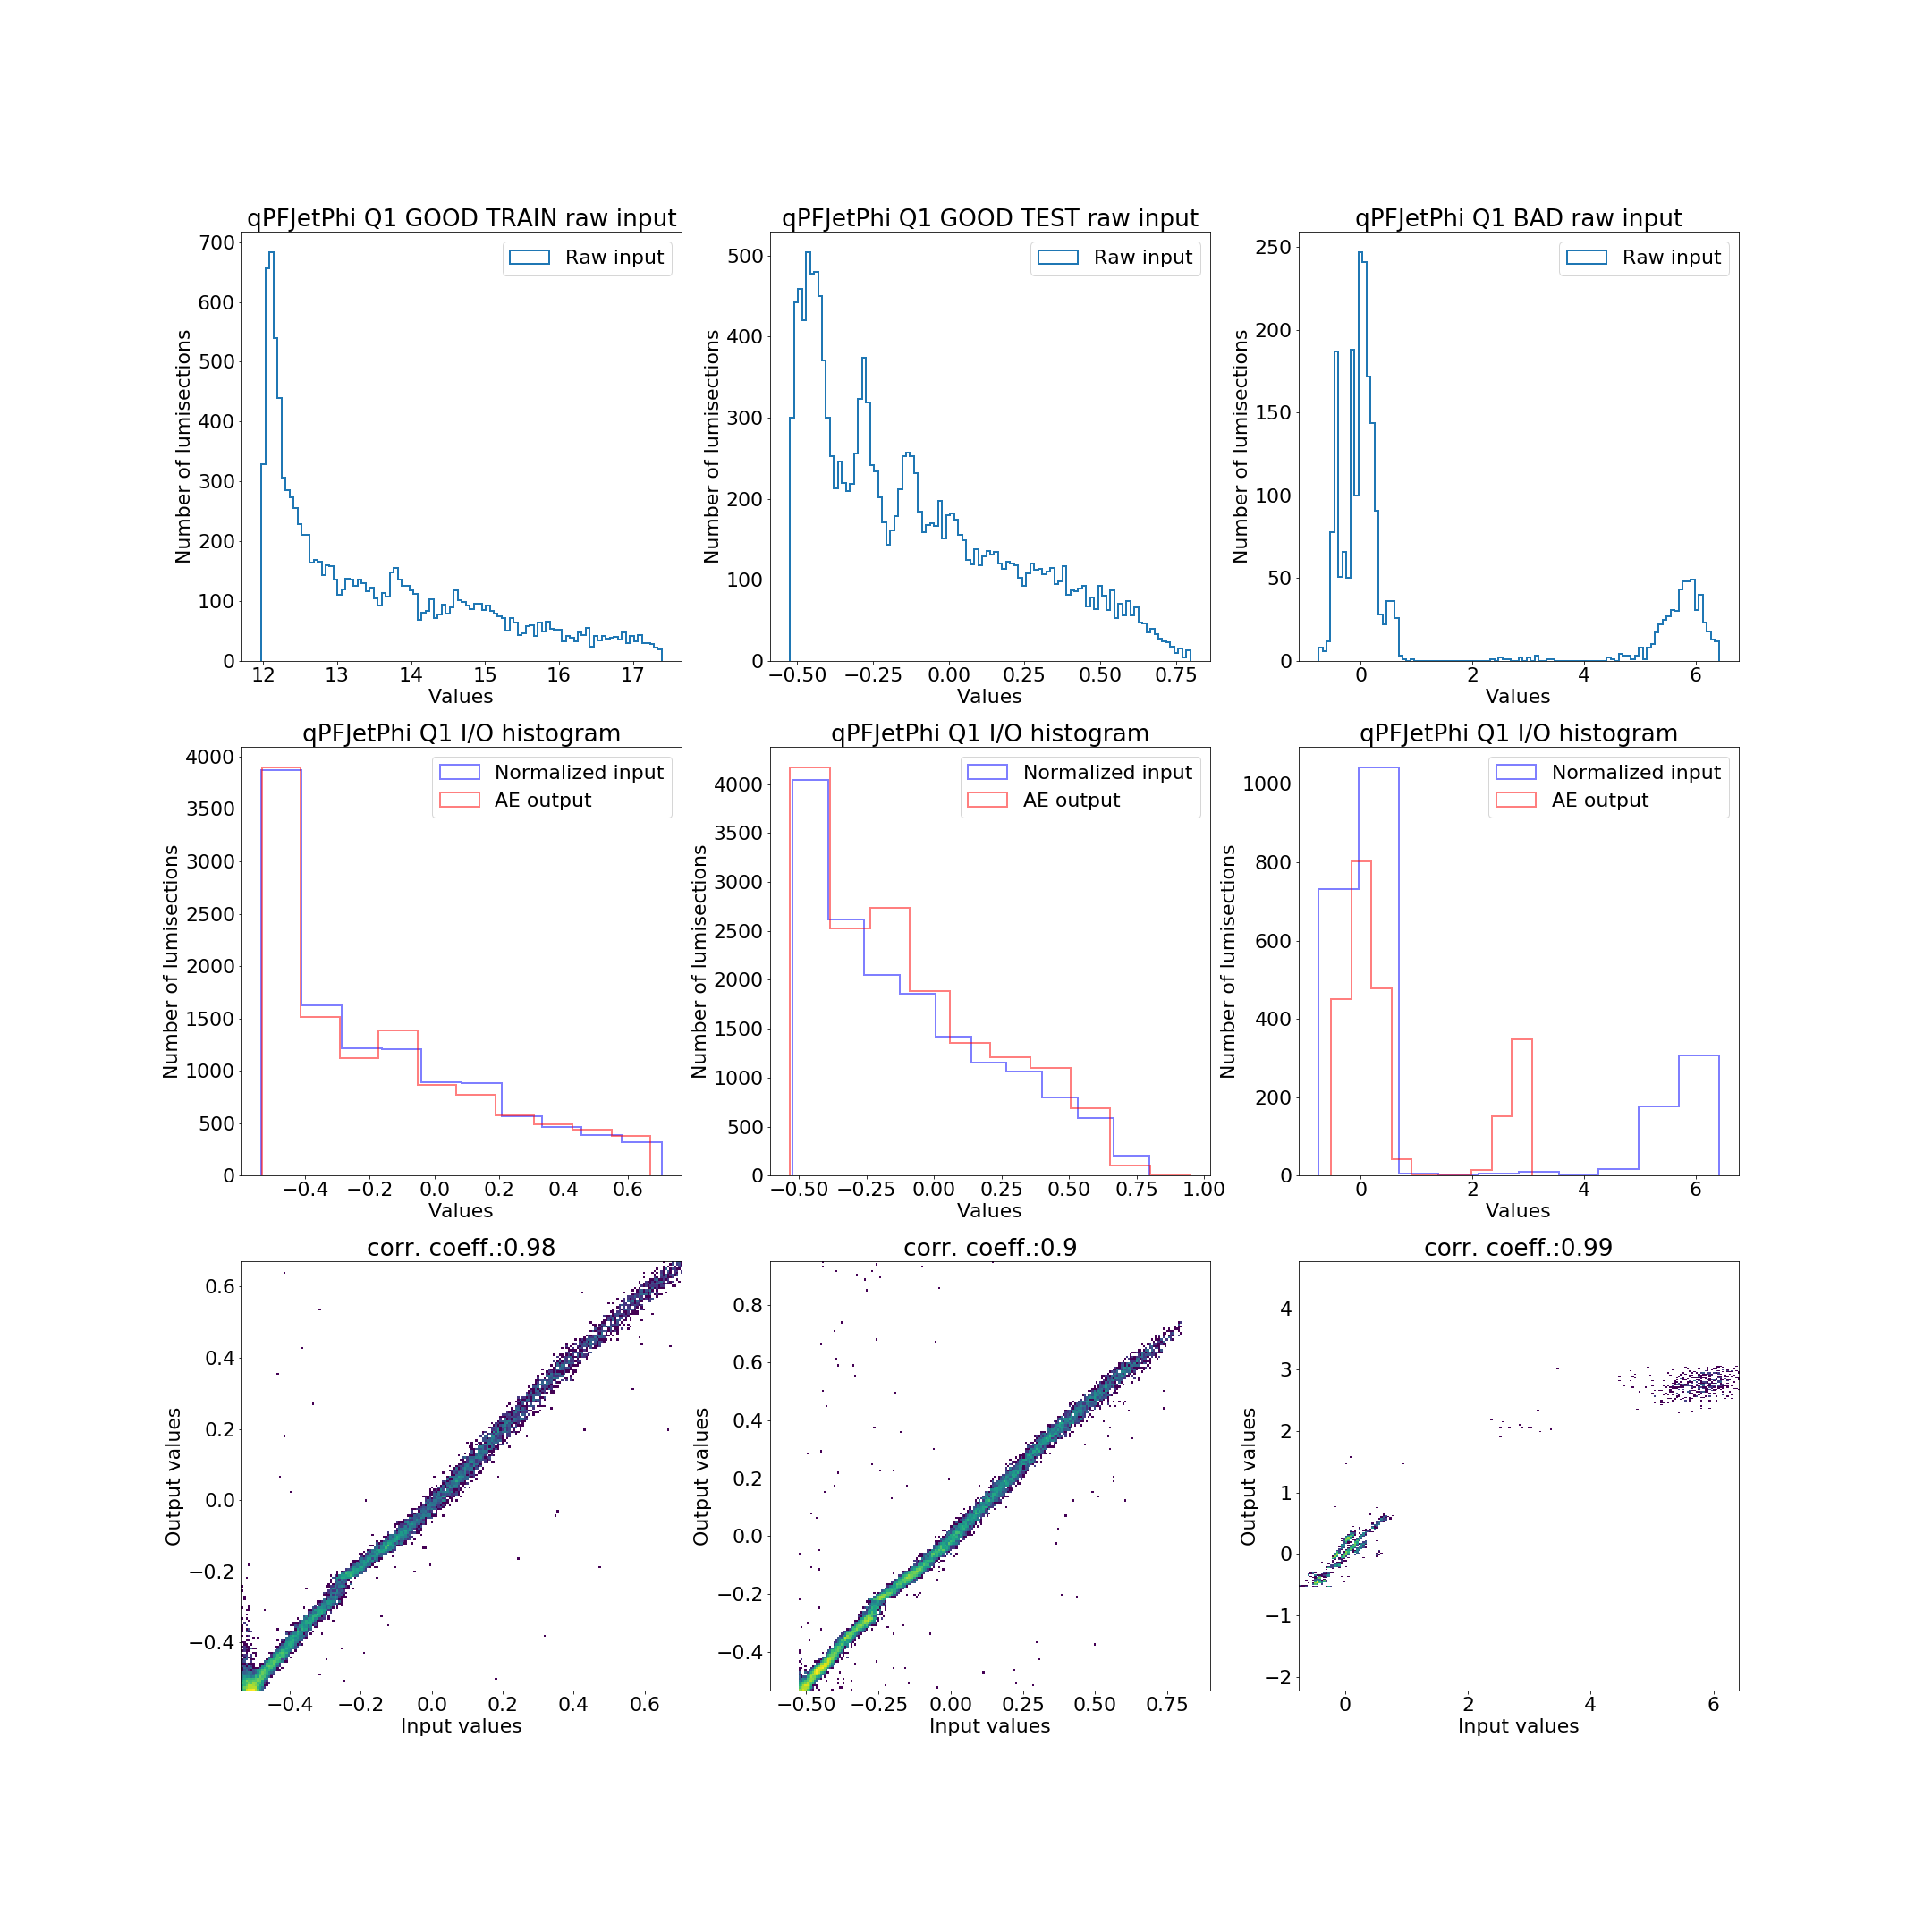 qPFJetPhi Q1 GOOD TRAIN raw input
700
600
500
400
300
200
100
0
Number of lumisections
Raw input
12 13 14 15 16 17
Values
qPFJetPhi Q1 GOOD TEST raw input
500
400
300
200
100
0
Number of lumisections
Raw input
−0.50 −0.25 0.00 0.25 0.50 0.75
Values
qPFJetPhi Q1 BAD raw input
250
200
150
100
50
0
Number of lumisections
Raw input
0 2 4 6
Values
qPFJetPhi Q1 I/O histogram
4000
3500
3000
2500
2000
1500
1000
500
0
Number of lumisections
Normalized input
AE output
−0.4 −0.2 0.0 0.2 0.4 0.6
Values
qPFJetPhi Q1 I/O histogram
4000
3500
3000
2500
2000
1500
1000
500
0
Number of lumisections
Normalized input
AE output
−0.50 −0.25 0.00 0.25 0.50 0.75 1.00
Values
qPFJetPhi Q1 I/O histogram
1000
800
600
400
200
0
Number of lumisections
Normalized input
AE output
0 2 4 6
Values
corr. coeff.:0.98
0.6
0.4
0.2
0.0
−0.2
−0.4
Output values
−0.4 −0.2 0.0 0.2 0.4 0.6
Input values
corr. coeff.:0.9
0.8
0.6
0.4
0.2
0.0
−0.2
−0.4
Output values
−0.50 −0.25 0.00 0.25 0.50 0.75
Input values
corr. coeff.:0.99
4
3
2
1
0
−1
−2
Output values
0 2 4 6
Input values